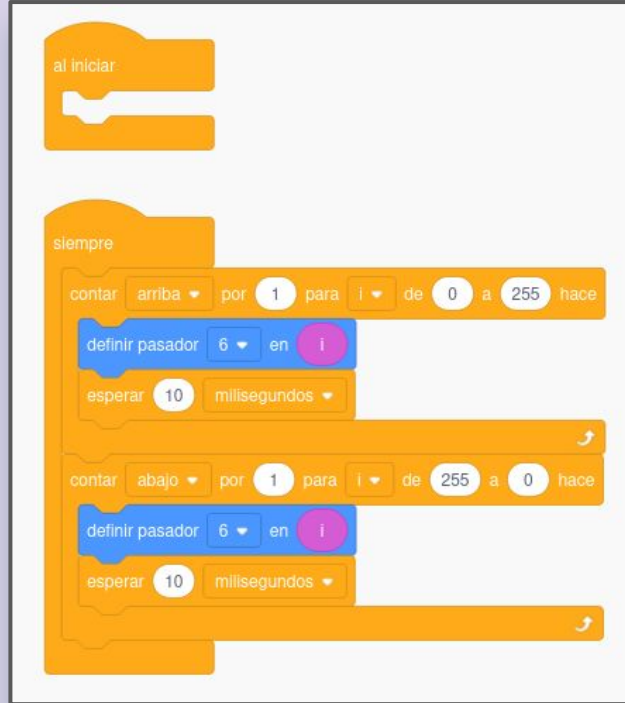 al iniciar
siempre
contar arriba por 1 para i de 0 a 255 hace
definir pasador 6 en i
esperar 10 milisegundos
contar abajo por 1 para i de 255 a 0 hace
definir pasador 6 en i
esperar 10 milisegundos